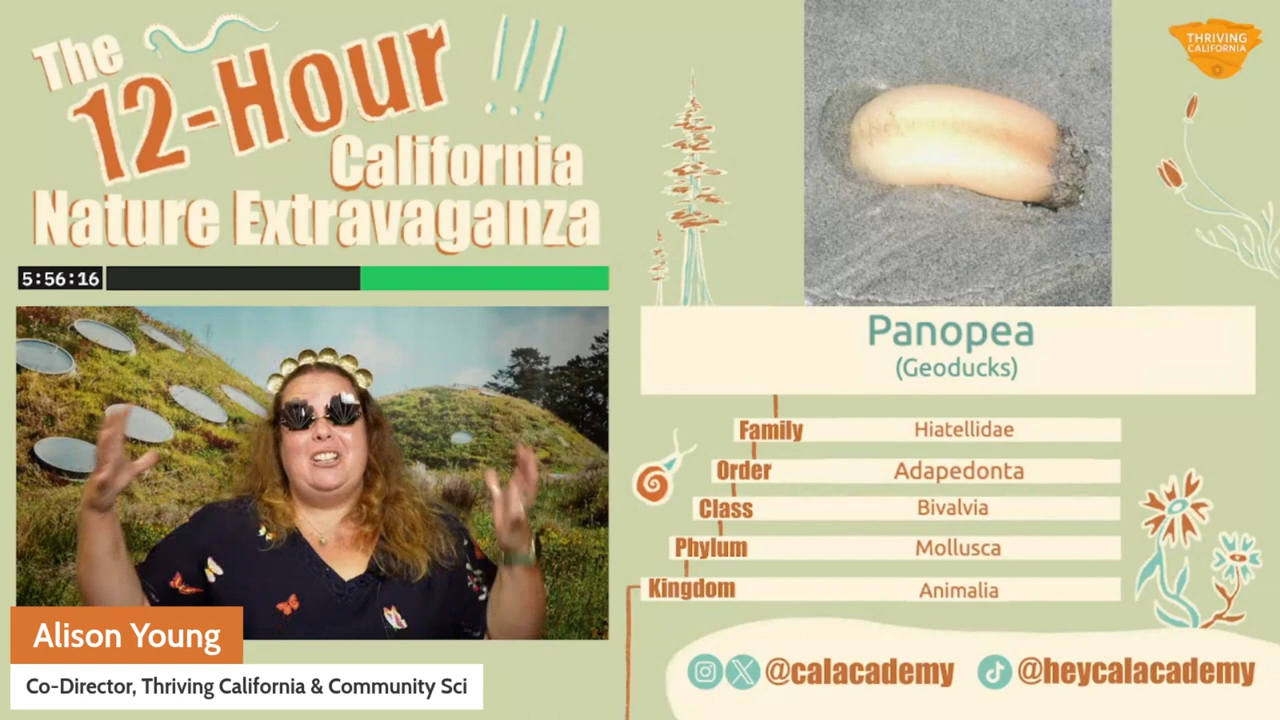 The
12-Hour
!!!
California
Nature Extravaganza
5:56:16
THRIVING
CALIFORNIA
Panopea
(Geoducks)
Family Hiatellidae
Order Adapedonta
Class Bivalvia
Phylum Mollusca
Kingdom Animalia
Alison Young
Co-Director, Thriving California & Community Sci
@calacademy @heycalacademy